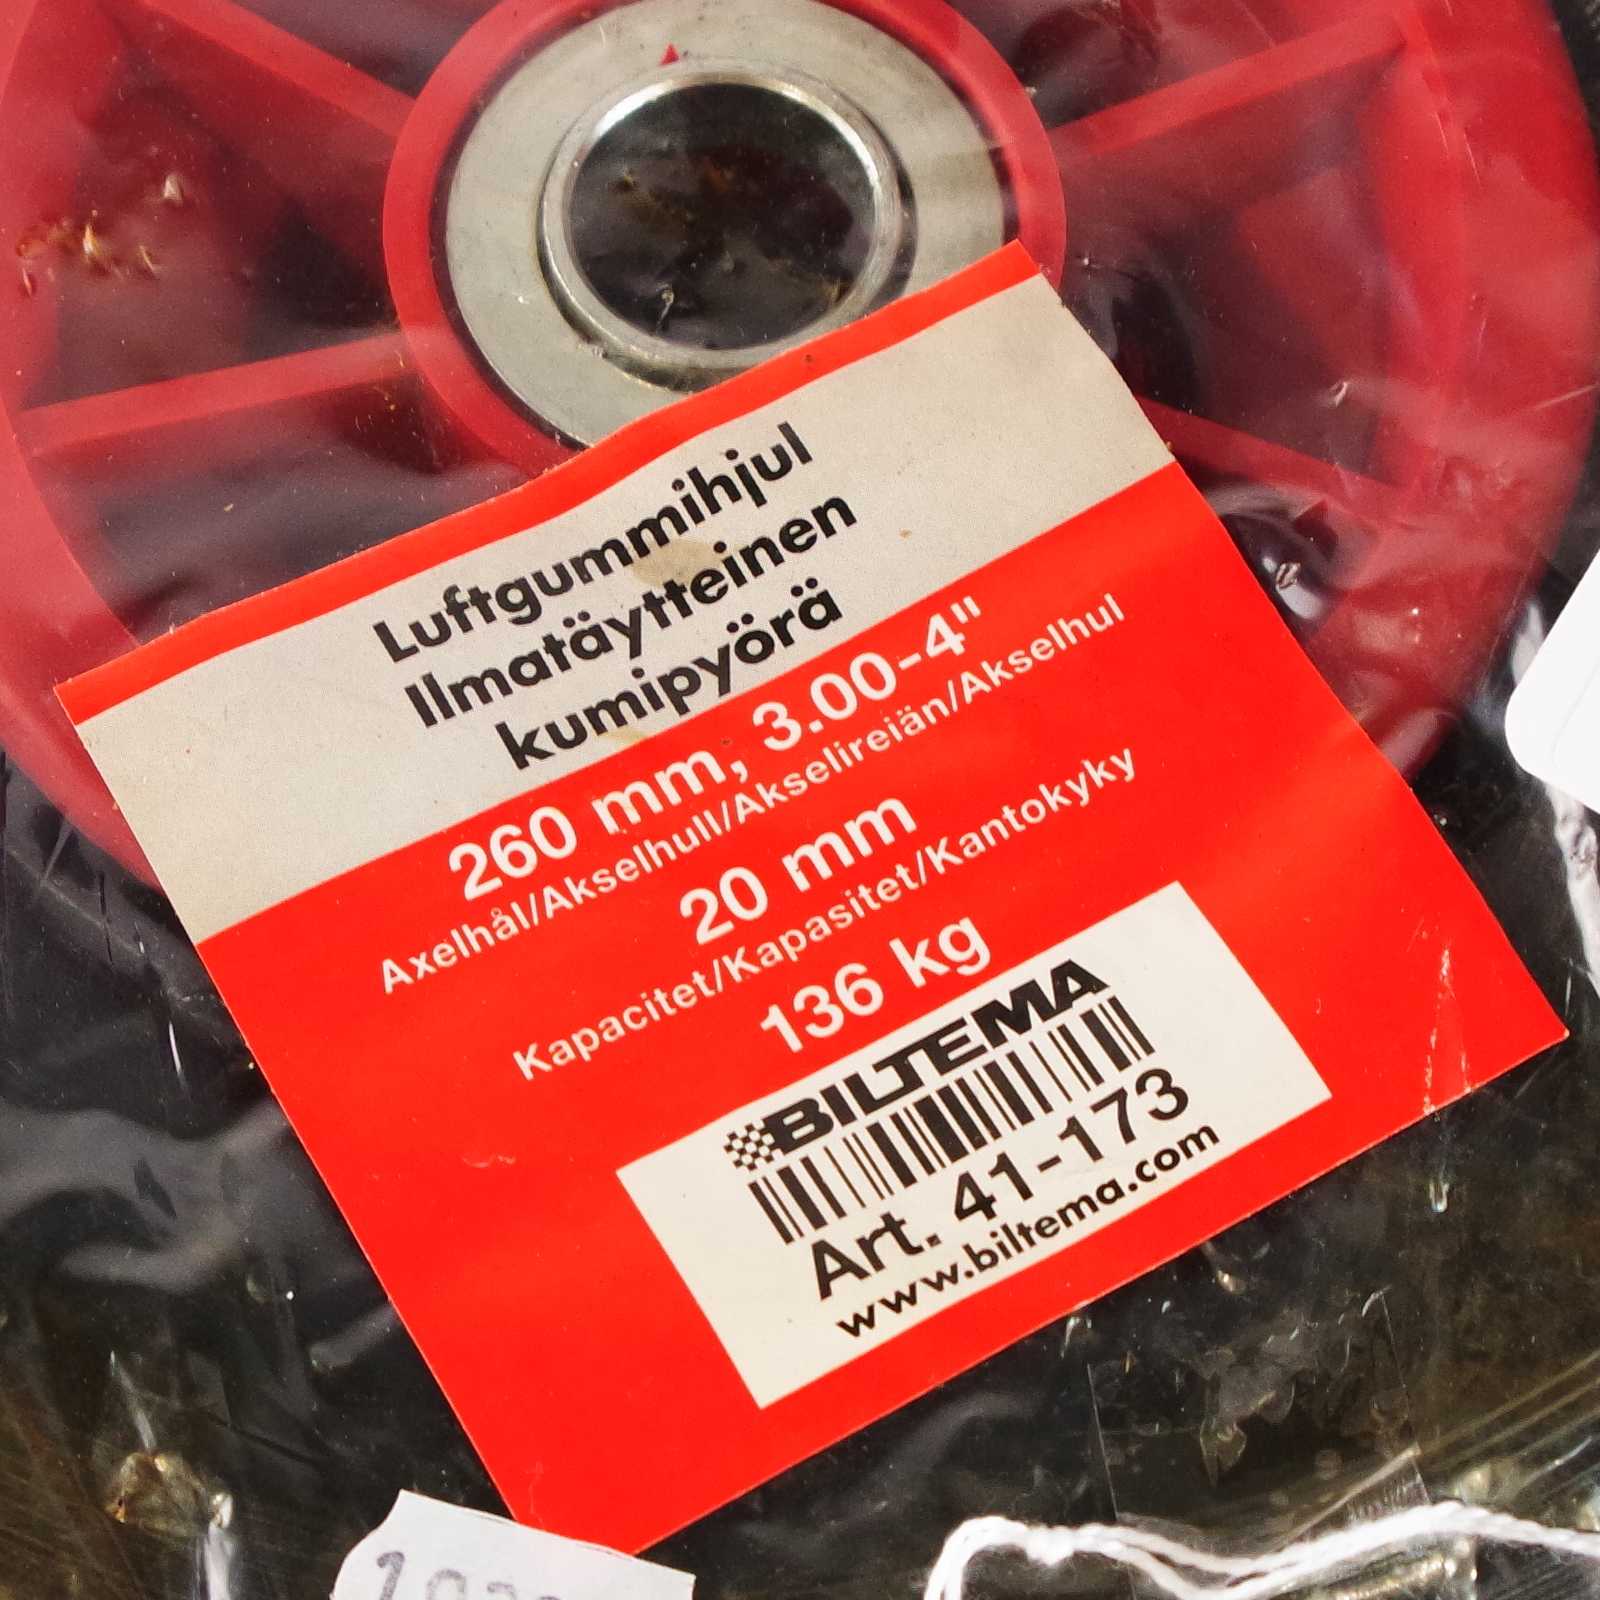 Luftgummihjul
Ilmatäytteinen
kumipyörä
260 mm, 3.00-4"
Axelhål/Akselhull/Akselireiän/Akselhul
20 mm
Kapacitet/Kapasitet/Kantokyky
136 kg
BILTEMA
Art. 41-173
www.biltema.com